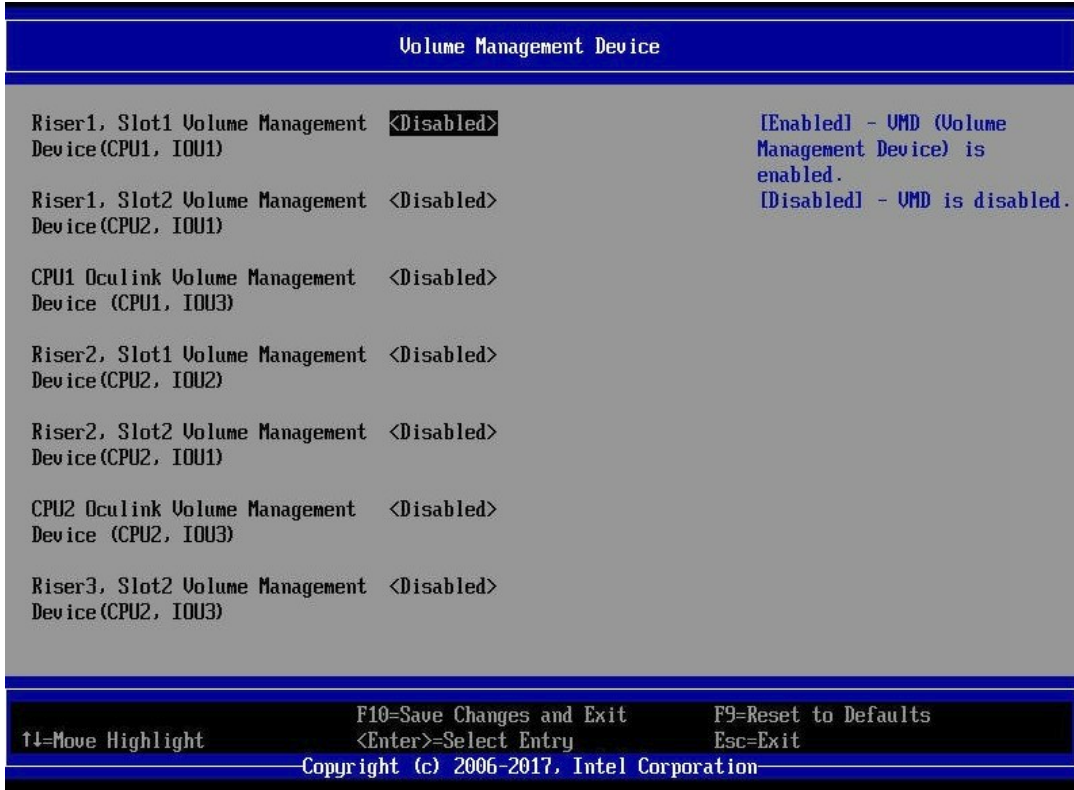 Volume Management Device
Riser1, Slot1 Volume Management <Disabled>
Device(CPU1, IOU1)
Riser1, Slot2 Volume Management <Disabled>
Device(CPU2, IOU1)
CPU1 Oculink Volume Management <Disabled>
Device (CPU1, IOU3)
Riser2, Slot1 Volume Management <Disabled>
Device(CPU2, IOU2)
Riser2, Slot2 Volume Management <Disabled>
Device(CPU2, IOU1)
CPU2 Oculink Volume Management <Disabled>
Device (CPU2, IOU3)
Riser3, Slot2 Volume Management <Disabled>
Device(CPU2, IOU3)
[Enabled] - VMD (Volume
Management Device) is
enabled.
[Disabled] - VMD is disabled.
F10=Save Changes and Exit F9=Reset to Defaults
↑↓=Move Highlight <Enter>=Select Entry Esc=Exit
Copyright (c) 2006-2017, Intel Corporation